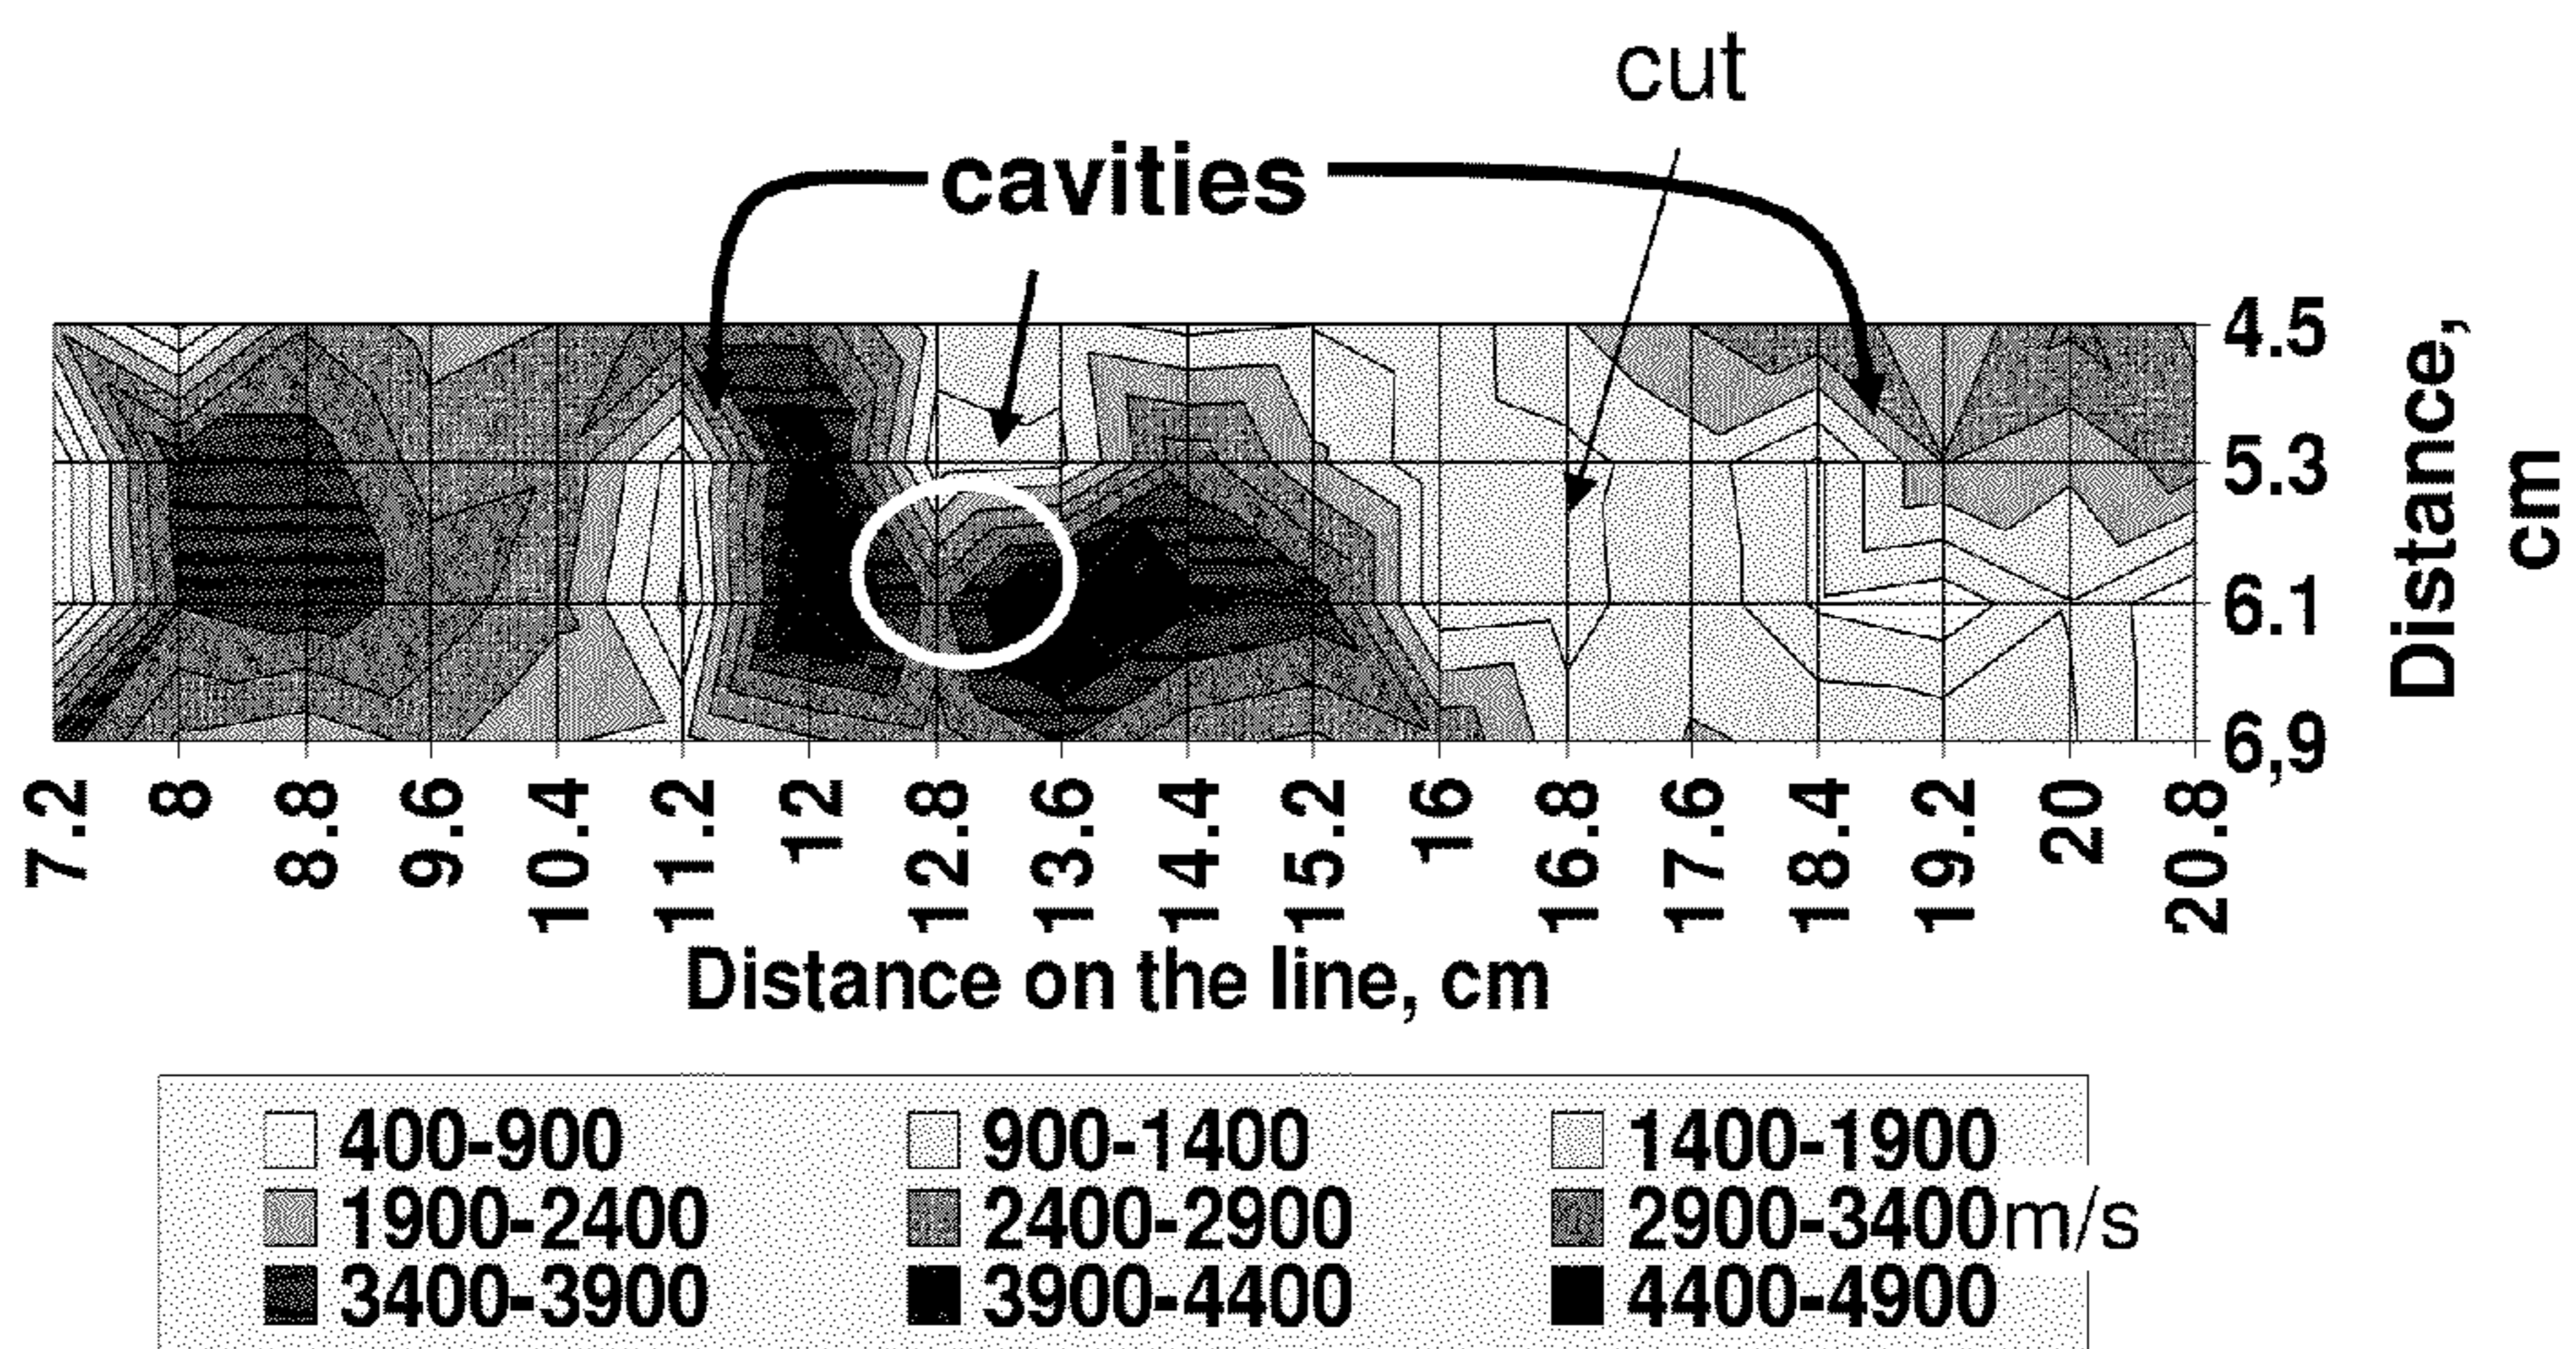 cut
cavities
4.5
5.3
6.1
6,9
Distance,
cm
7.2 8 8.8 9.6 10.4 11.2 12 12.8 13.6 14.4 15.2 16 16.8 17.6 18.4 19.2 20 20.8
Distance on the line, cm
400-900 900-1400 1400-1900
1900-2400 2400-2900 2900-3400 m/s
3400-3900 3900-4400 4400-4900